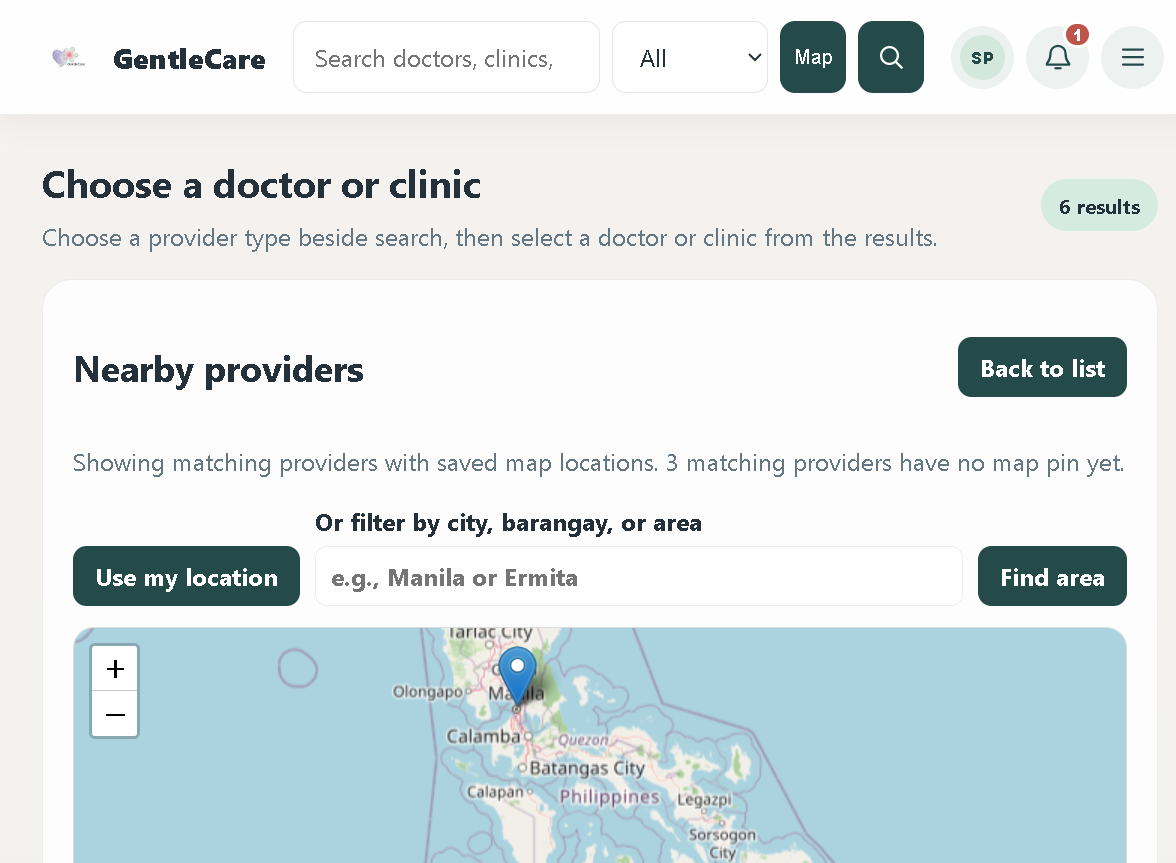 GentleCare
Search doctors, clinics,
All
Map
SP
1
Choose a doctor or clinic
6 results
Choose a provider type beside search, then select a doctor or clinic from the results.
Nearby providers
Back to list
Showing matching providers with saved map locations. 3 matching providers have no map pin yet.
Or filter by city, barangay, or area
Use my location
e.g., Manila or Ermita
Find area
+
−
Tarlac City
Olongapo
Manila
Calamba
Quezon
Batangas City
Calapan
Philippines
Legazpi
Sorsogon
City